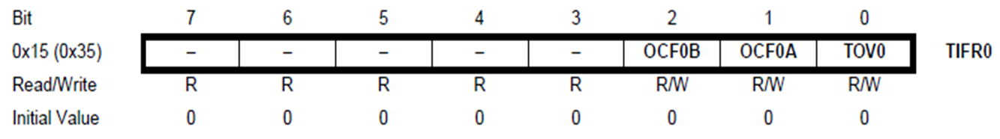 Bit 7 6 5 4 3 2 1 0
0x15 (0x35) – – – – – OCF0B OCF0A TOV0 TIFR0
Read/Write R R R R R R/W R/W R/W
Initial Value 0 0 0 0 0 0 0 0